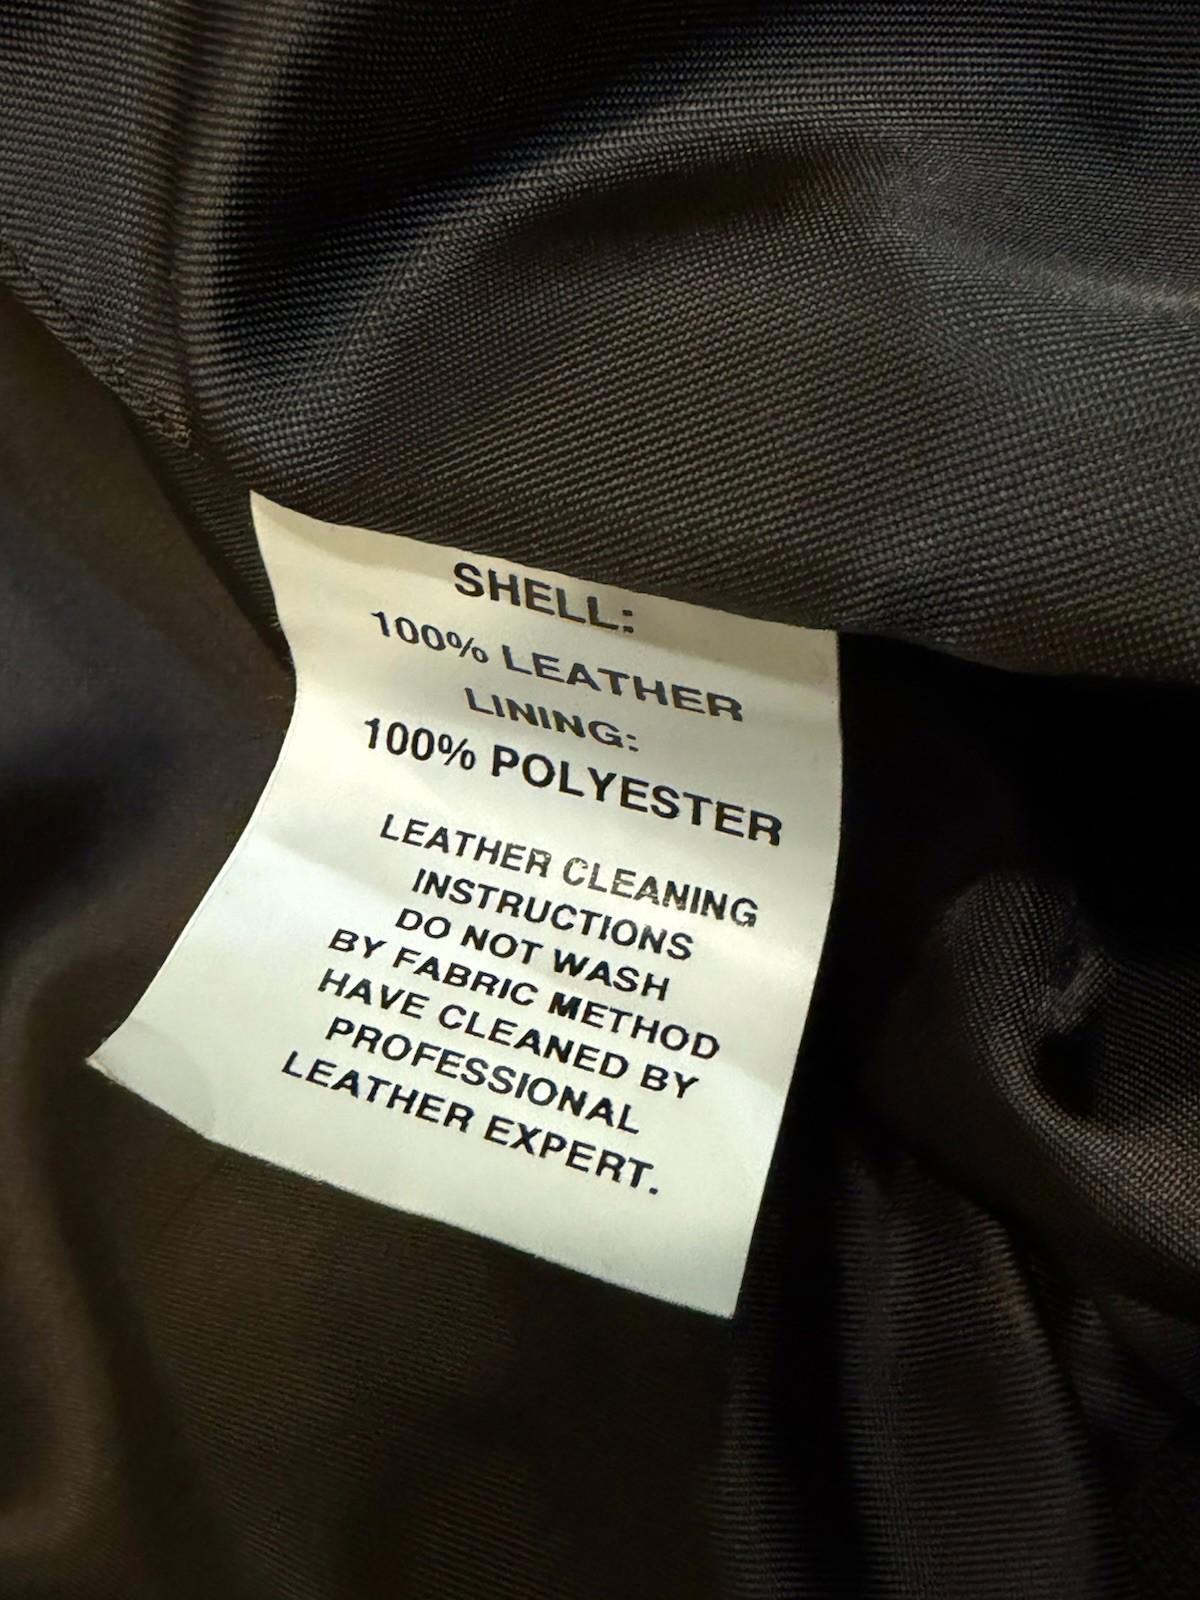 SHELL:
100% LEATHER
LINING:
100% POLYESTER
LEATHER CLEANING
INSTRUCTIONS
DO NOT WASH
BY FABRIC METHOD
HAVE CLEANED BY
PROFESSIONAL
LEATHER EXPERT.